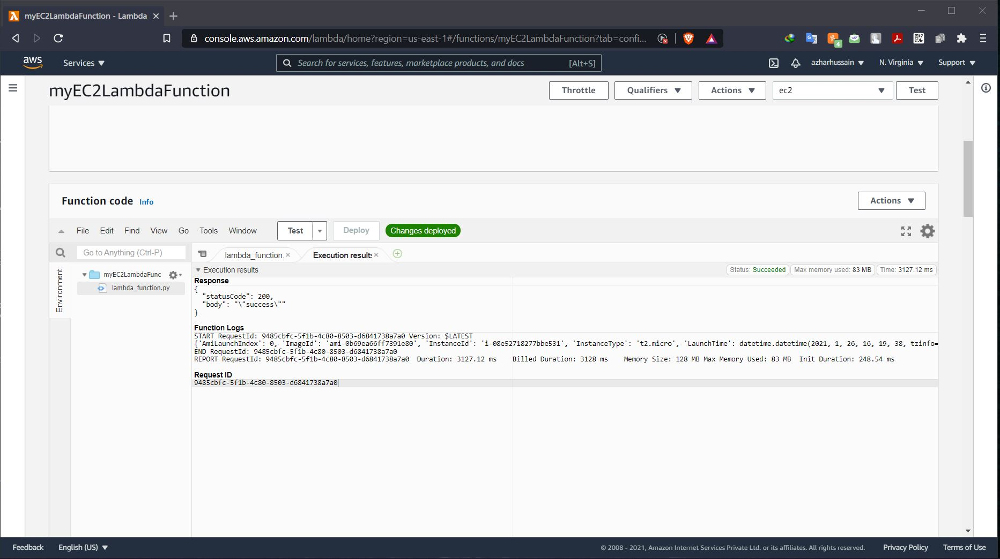 myEC2LambdaFunction - Lambda
console.aws.amazon.com/lambda/home?region=us-east-1#/functions/myEC2LambdaFunction?tab=confi...
4
aws Services Search for services, features, marketplace products, and docs [Alt+S] azharhussain N. Virginia Support
myEC2LambdaFunction Throttle Qualifiers Actions ec2 Test
Function code Info Actions
File Edit Find View Go Tools Window Test Deploy Changes deployed
Go to Anything (Ctrl-P) lambda_function. Execution results
Environment
myEC2LambdaFunc
lambda_function.py
Execution results Status: Succeeded Max memory used: 83 MB Time: 3127.12 ms
Response
{
"statusCode": 200,
"body": "\"success\""
}
Function Logs
START RequestId: 9485cbfc-5f1b-4c80-8503-d6841738a7a0 Version: $LATEST
{'AmiLaunchIndex': 0, 'ImageId': 'ami-0b69ea66ff7391e80', 'InstanceId': 'i-08e52718277bbe531', 'InstanceType': 't2.micro', 'LaunchTime': datetime.datetime(2021, 1, 26, 16, 19, 38, tzinfo=
END RequestId: 9485cbfc-5f1b-4c80-8503-d6841738a7a0
REPORT RequestId: 9485cbfc-5f1b-4c80-8503-d6841738a7a0 Duration: 3127.12 ms Billed Duration: 3128 ms Memory Size: 128 MB Max Memory Used: 83 MB Init Duration: 248.54 ms
Request ID
9485cbfc-5f1b-4c80-8503-d6841738a7a0
Feedback English (US) © 2008 - 2021, Amazon Internet Services Private Ltd. or its affiliates. All rights reserved. Privacy Policy Terms of Use